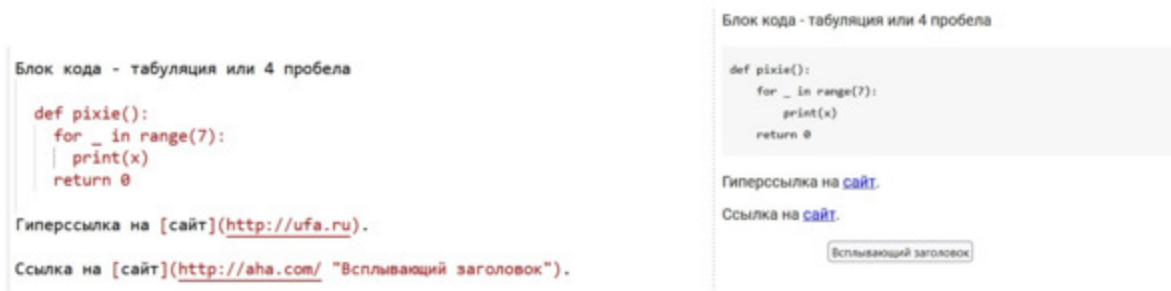 Блок кода - табуляция или 4 пробела
def pixie():
for _ in range(7):
print(x)
return 0
Гиперссылка на [сайт](http://ufa.ru).
Ссылка на [сайт](http://aha.com/ "Всплывающий заголовок").
Блок кода - табуляция или 4 пробела
def pixie():
for _ in range(7):
print(x)
return 0
Гиперссылка на сайт.
Ссылка на сайт.
Всплывающий заголовок